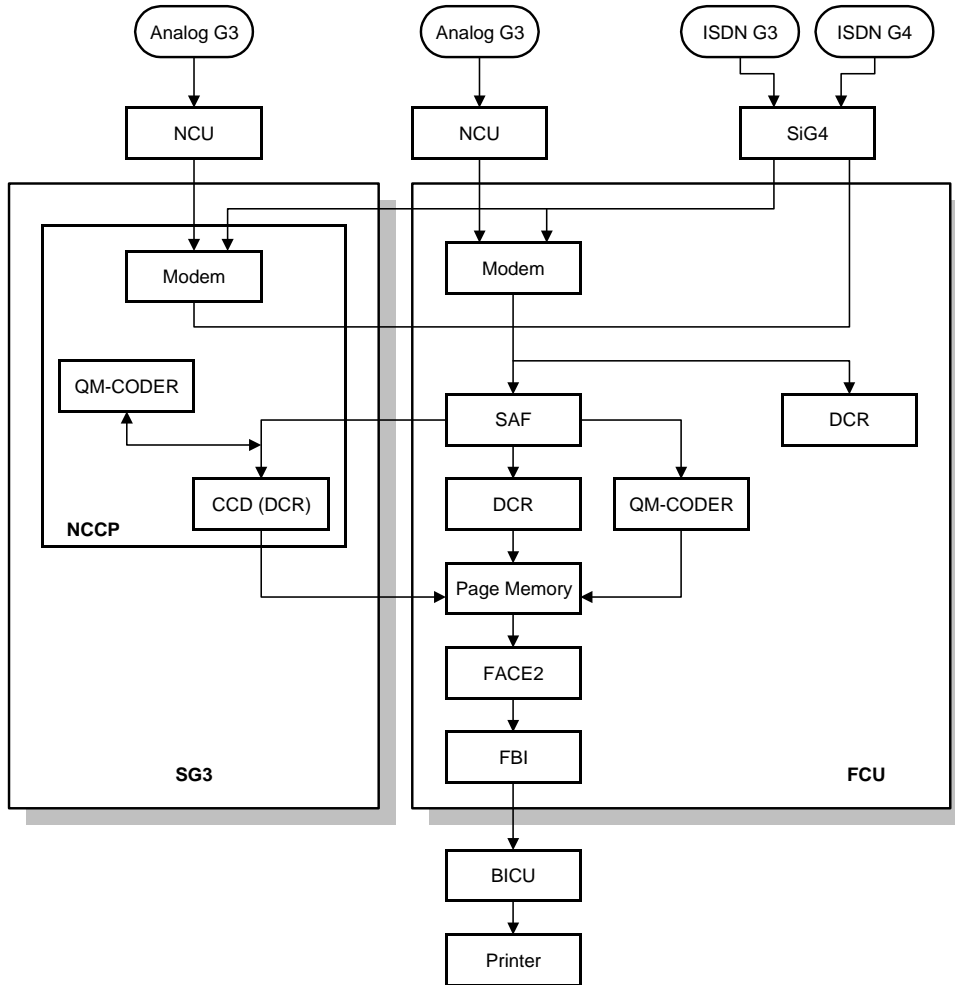 Analog G3
Analog G3
ISDN G3
ISDN G4
NCU
NCU
SiG4
Modem
Modem
QM-CODER
SAF
DCR
CCD (DCR)
DCR
QM-CODER
NCCP
Page Memory
FACE2
FBI
SG3
FCU
BICU
Printer